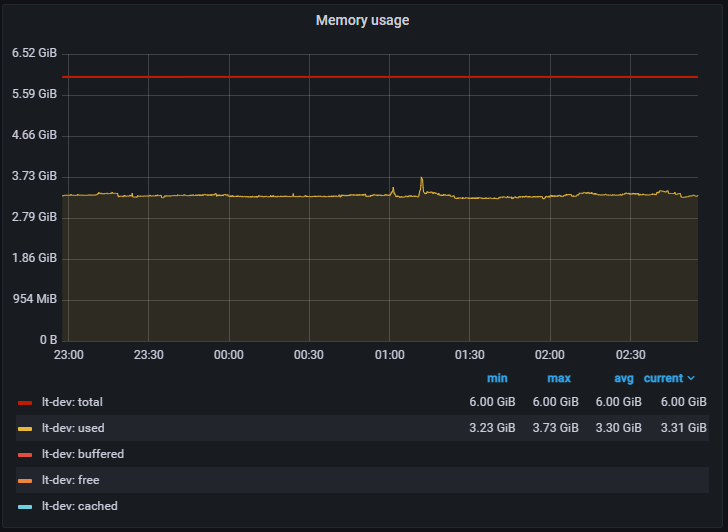 Memory usage
6.52 GiB
5.59 GiB
4.66 GiB
3.73 GiB
2.79 GiB
1.86 GiB
954 MiB
0 B
23:00 23:30 00:00 00:30 01:00 01:30 02:00 02:30
min max avg current
lt-dev: total 6.00 GiB 6.00 GiB 6.00 GiB 6.00 GiB
lt-dev: used 3.23 GiB 3.73 GiB 3.30 GiB 3.31 GiB
lt-dev: buffered
lt-dev: free
lt-dev: cached